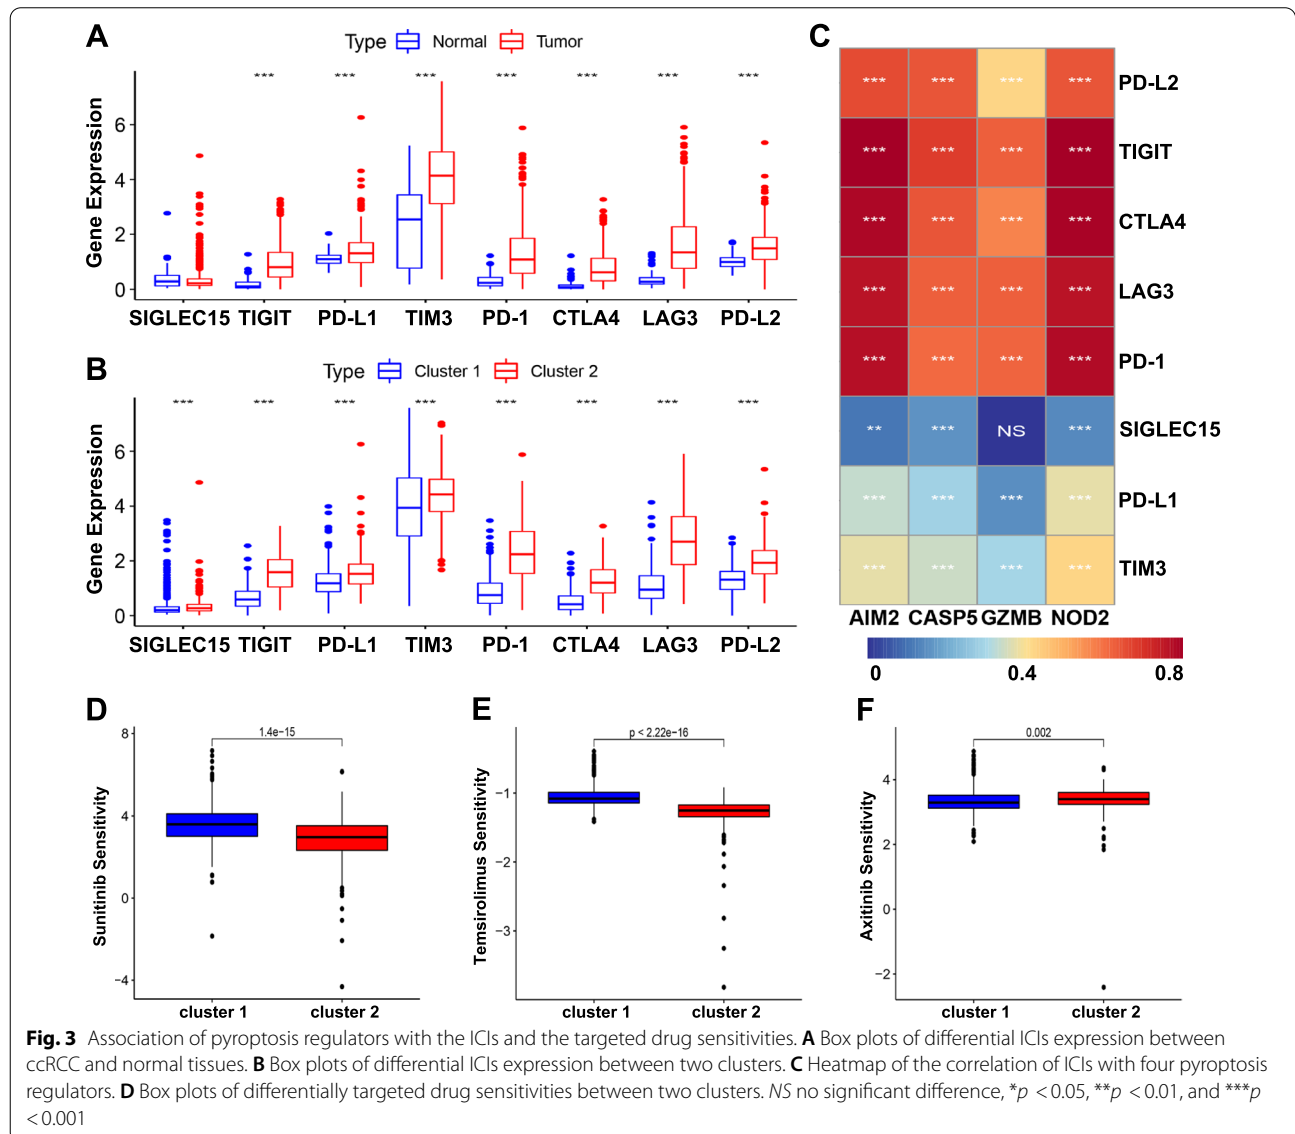 A
Type Normal Tumor
*** *** *** *** *** *** ***
Gene Expression
6
4
2
0
SIGLEC15 TIGIT PD-L1 TIM3 PD-1 CTLA4 LAG3 PD-L2
B
Type Cluster 1 Cluster 2
*** *** *** *** *** *** *** ***
Gene Expression
6
4
2
0
SIGLEC15 TIGIT PD-L1 TIM3 PD-1 CTLA4 LAG3 PD-L2
C
*** *** *** *** PD-L2
*** *** *** *** TIGIT
*** *** *** *** CTLA4
*** *** *** *** LAG3
*** *** *** *** PD-1
** *** NS *** SIGLEC15
*** *** *** *** PD-L1
*** *** *** *** TIM3
AIM2 CASP5 GZMB NOD2
0 0.4 0.8
D
1.4e-15
Sunitinib Sensitivity
8
4
0
-4
cluster 1 cluster 2
E
p < 2.22e-16
Temsirolimus Sensitivity
-1
-2
-3
cluster 1 cluster 2
F
0.002
Axitinib Sensitivity
4
2
0
-2
cluster 1 cluster 2
Fig. 3 Association of pyroptosis regulators with the ICIs and the targeted drug sensitivities. A Box plots of differential ICIs expression between
ccRCC and normal tissues. B Box plots of differential ICIs expression between two clusters. C Heatmap of the correlation of ICIs with four pyroptosis
regulators. D Box plots of differentially targeted drug sensitivities between two clusters. NS no significant difference, *p < 0.05, **p < 0.01, and ***p
< 0.001